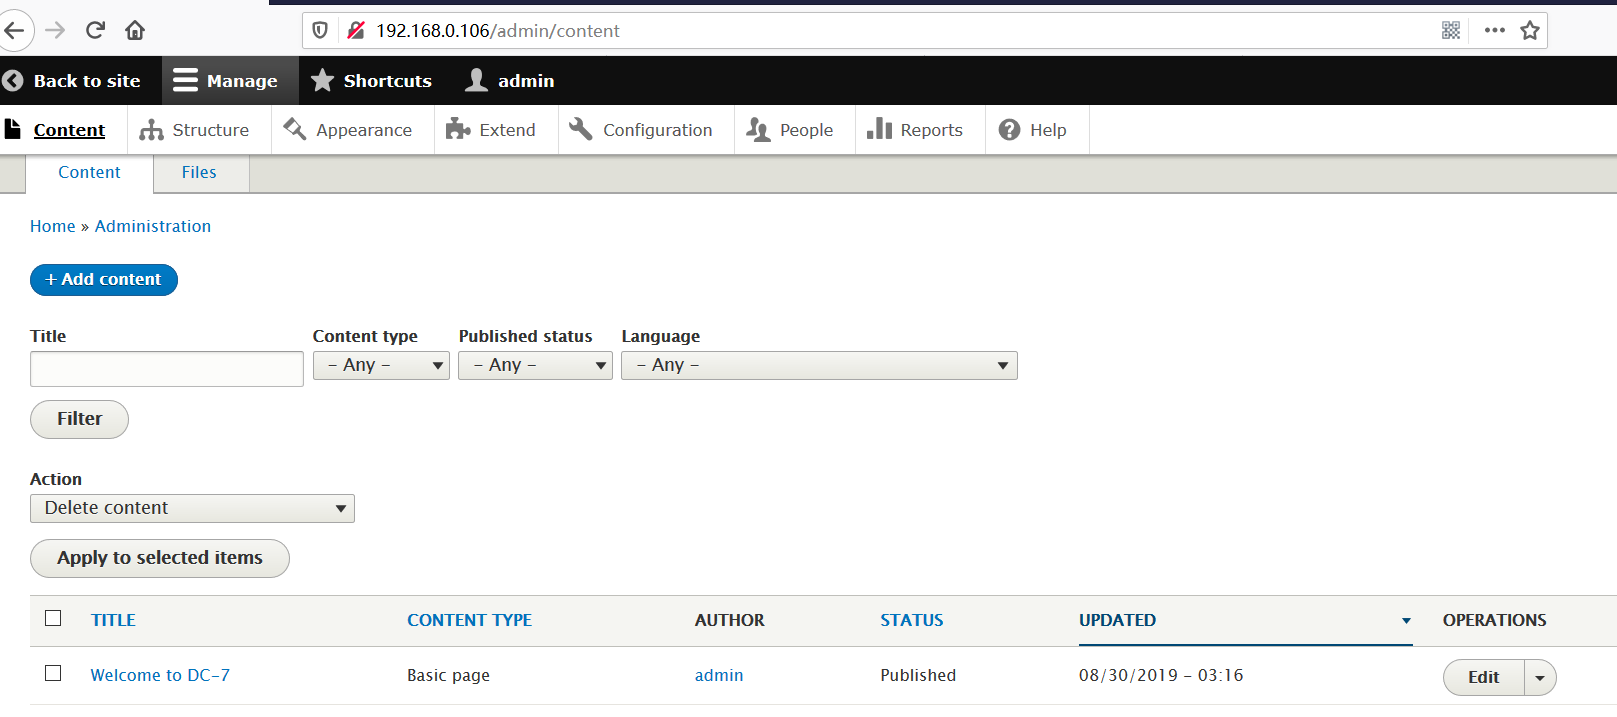 192.168.0.106/admin/content
Back to site Manage Shortcuts admin
Content Structure Appearance Extend Configuration People Reports Help
Content Files
Home » Administration
+ Add content
Title Content type Published status Language
- Any - - Any - - Any -
Filter
Action
Delete content
Apply to selected items
TITLE CONTENT TYPE AUTHOR STATUS UPDATED OPERATIONS
Welcome to DC-7 Basic page admin Published 08/30/2019 - 03:16 Edit